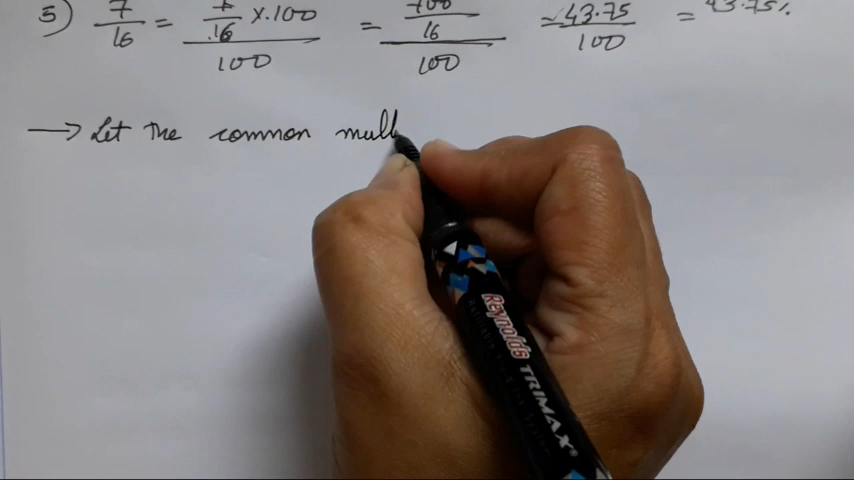 5) 7/16 = 7/16 x.100 / 100 = 700/16 / 100 = 43.75/100 = 43.75%
→ Let the common mult
Reynolds TRIMAX®